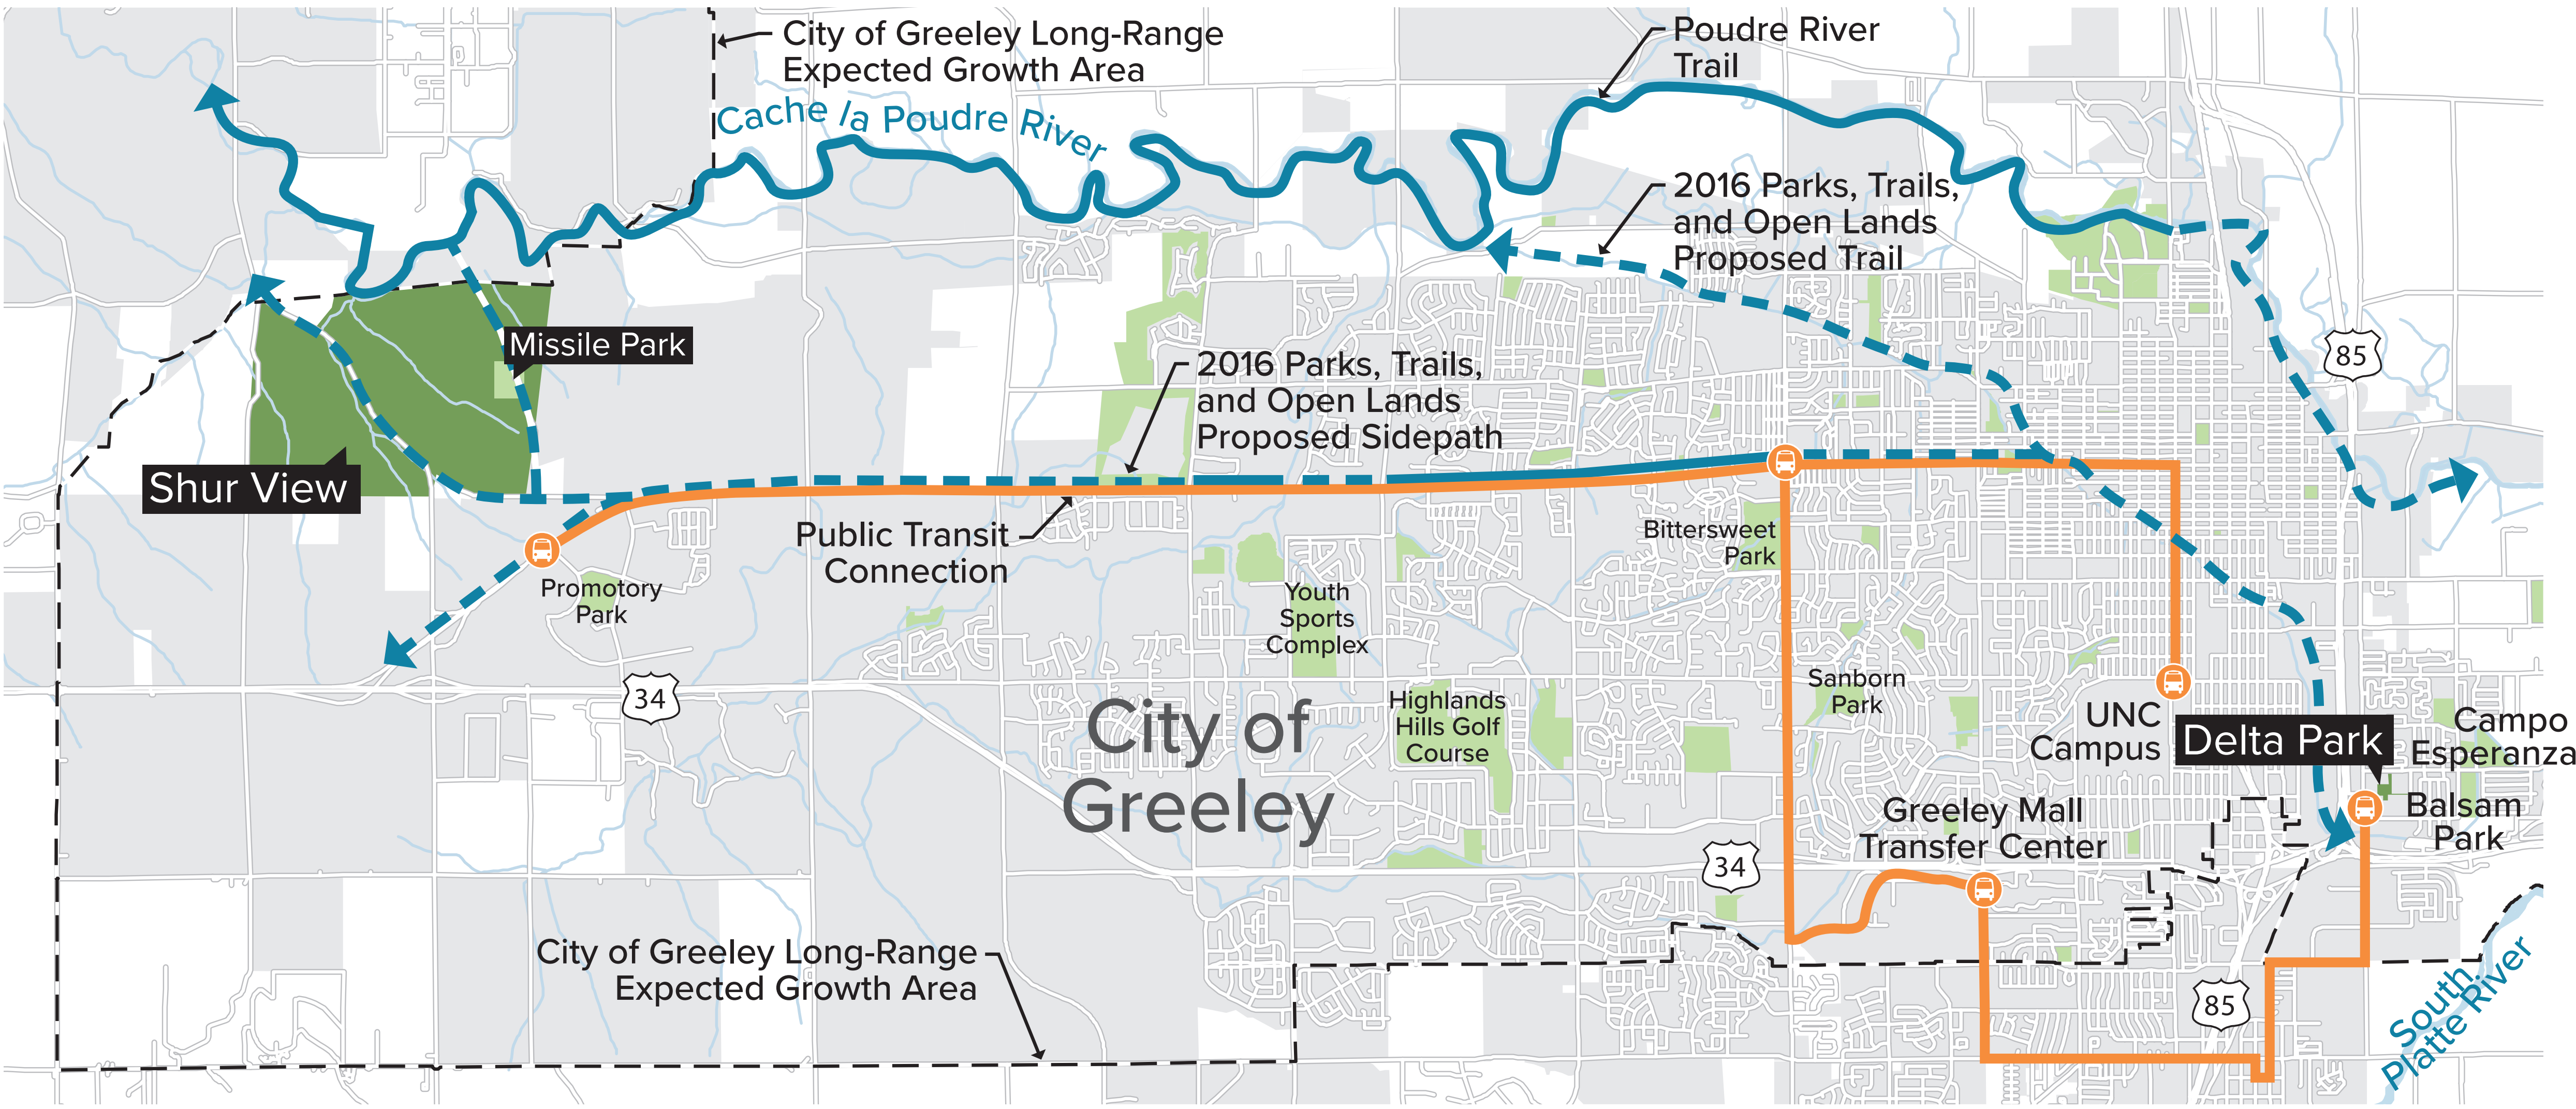 City of Greeley Long-Range
Expected Growth Area
Poudre River
Trail
Cache la Poudre River
2016 Parks, Trails,
and Open Lands
Proposed Trail
Missile Park
85
2016 Parks, Trails,
and Open Lands
Proposed Sidepath
Shur View
Public Transit
Connection
Bittersweet
Park
Promotory
Park
Youth
Sports
Complex
34
City of
Greeley
Highlands
Hills Golf
Course
Sanborn
Park
UNC
Campus
Delta Park
Campo
Esperanza
Greeley Mall
Transfer Center
Balsam
Park
34
City of Greeley Long-Range
Expected Growth Area
85
South
Platte River